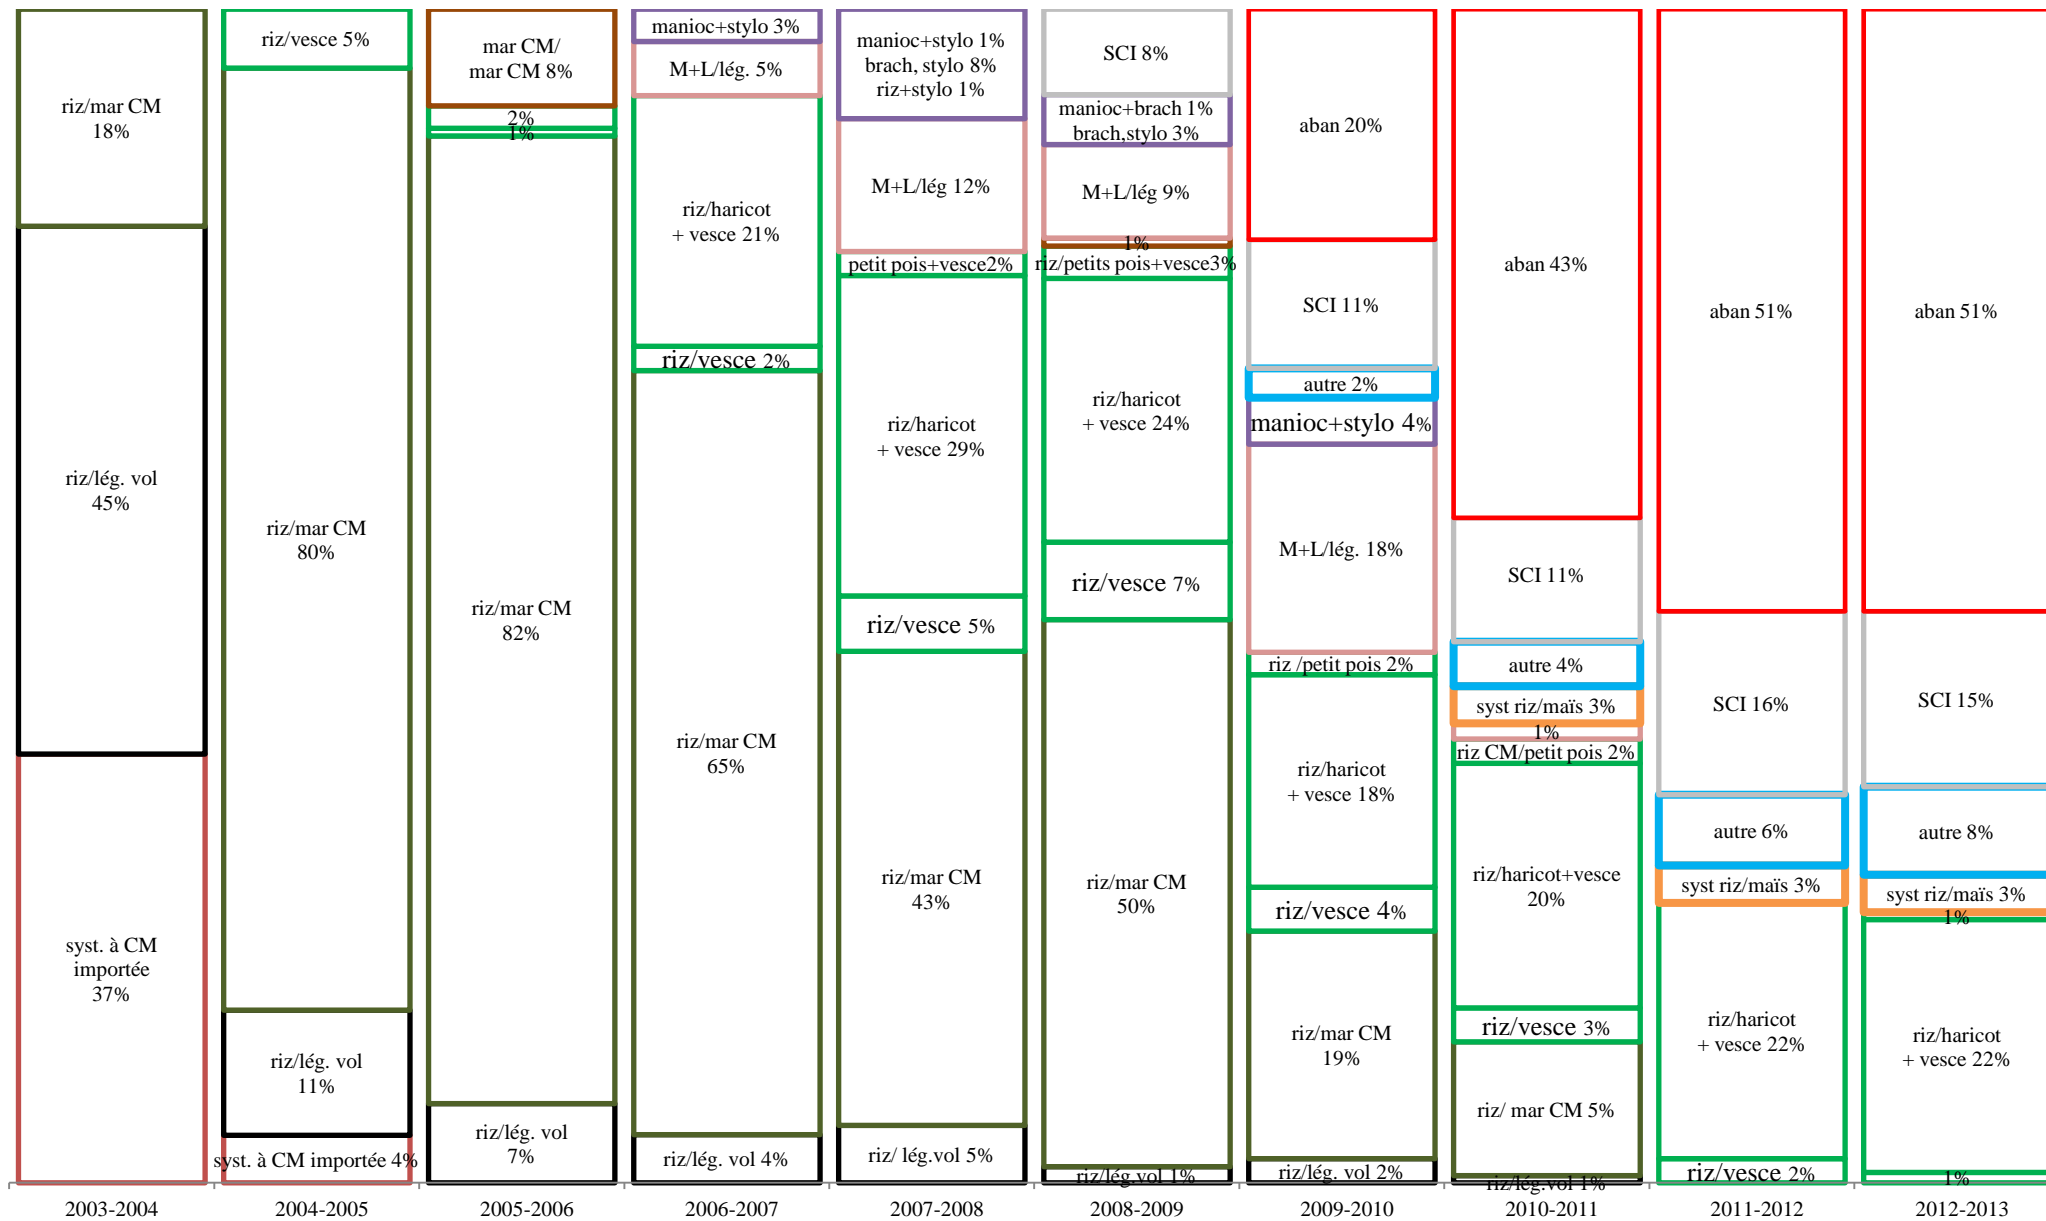 riz/mar CM
18%
riz/lég. vol
45%
syst. à CM
importée
37%
2003-2004
riz/vesce 5%
riz/mar CM
80%
riz/lég. vol
11%
syst. à CM importée 4%
2004-2005
mar CM/
mar CM 8%
2%
1%
riz/mar CM
82%
riz/lég. vol
7%
2005-2006
manioc+stylo 3%
M+L/lég. 5%
riz/haricot
+ vesce 21%
riz/vesce 2%
riz/mar CM
65%
riz/lég. vol 4%
2006-2007
manioc+stylo 1%
brach, stylo 8%
riz+stylo 1%
M+L/lég 12%
petit pois+vesce2%
riz/haricot
+ vesce 29%
riz/vesce 5%
riz/mar CM
43%
riz/ lég.vol 5%
2007-2008
SCI 8%
manioc+brach 1%
brach,stylo 3%
M+L/lég 9%
1%
riz/petits pois+vesce3%
riz/haricot
+ vesce 24%
riz/vesce 7%
riz/mar CM
50%
riz/lég.vol 1%
2008-2009
aban 20%
SCI 11%
autre 2%
manioc+stylo 4%
M+L/lég. 18%
riz /petit pois 2%
riz/haricot
+ vesce 18%
riz/vesce 4%
riz/mar CM
19%
riz/lég. vol 2%
2009-2010
aban 43%
SCI 11%
autre 4%
syst riz/maïs 3%
1%
riz CM/petit pois 2%
riz/haricot+vesce
20%
riz/vesce 3%
riz/ mar CM 5%
riz/lég.vol 1%
2010-2011
aban 51%
SCI 16%
autre 6%
syst riz/maïs 3%
riz/haricot
+ vesce 22%
riz/vesce 2%
2011-2012
aban 51%
SCI 15%
autre 8%
syst riz/maïs 3%
1%
riz/haricot
+ vesce 22%
1%
2012-2013